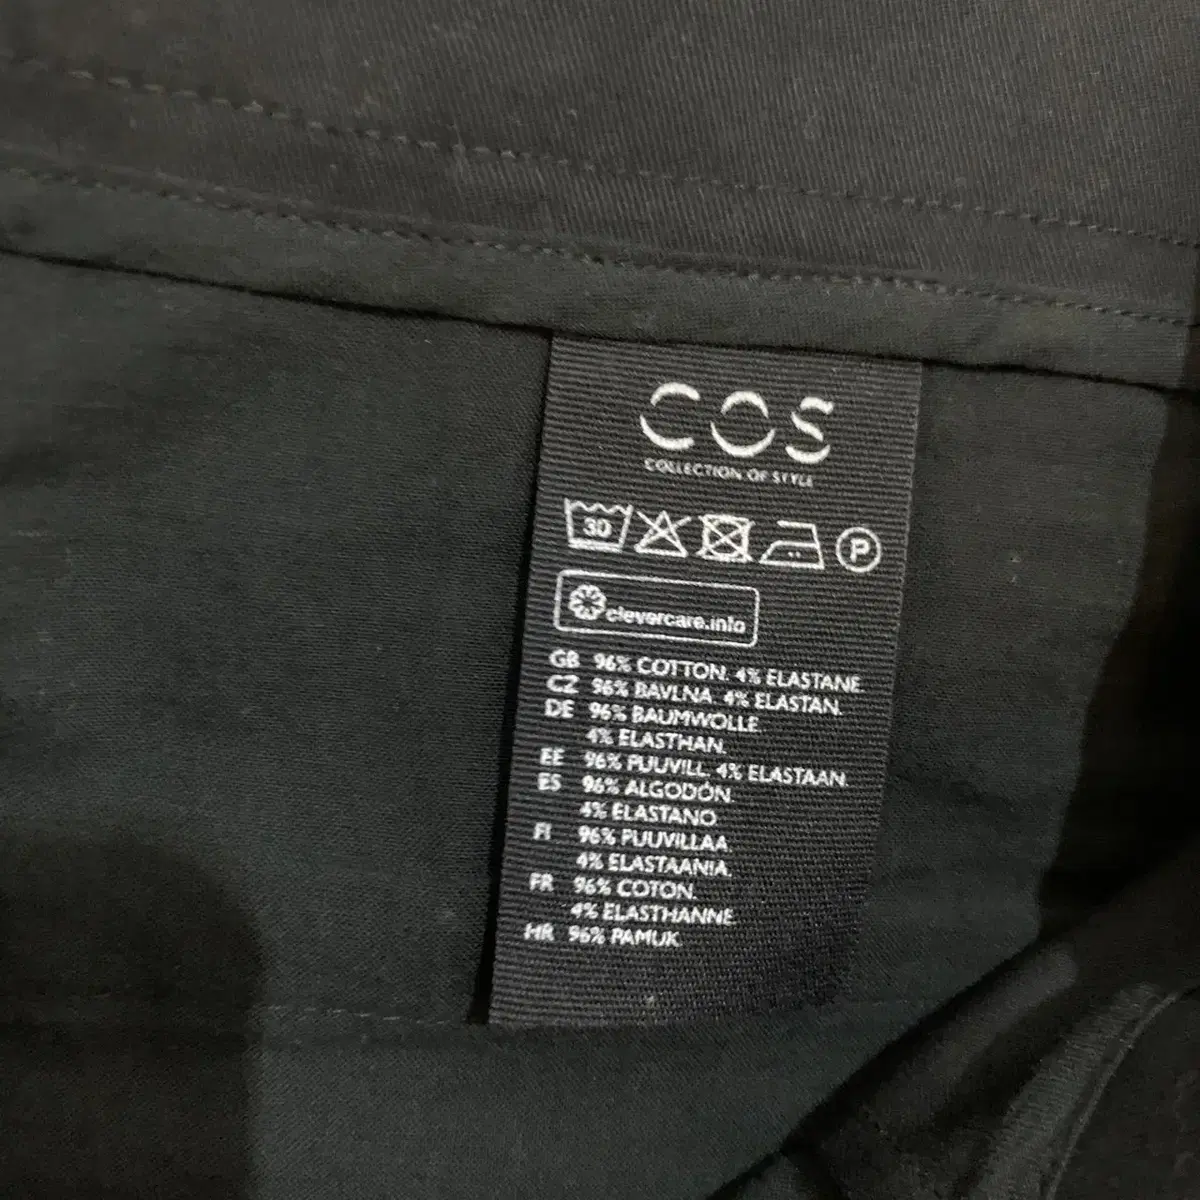 COS
COLLECTION OF STYLE
30 P
clevercare.info
GB 96% COTTON. 4% ELASTANE
CZ 96% BAVLNA. 4% ELASTAN.
DE 96% BAUMWOLLE.
4% ELASTHAN.
EE 96% PUUVILL. 4% ELASTAAN.
ES 96% ALGODÓN.
4% ELASTANO
FI 96% PUUVILLAA.
4% ELASTAANIA.
FR 96% COTON.
4% ELASTHANNE
HR 96% PAMUK